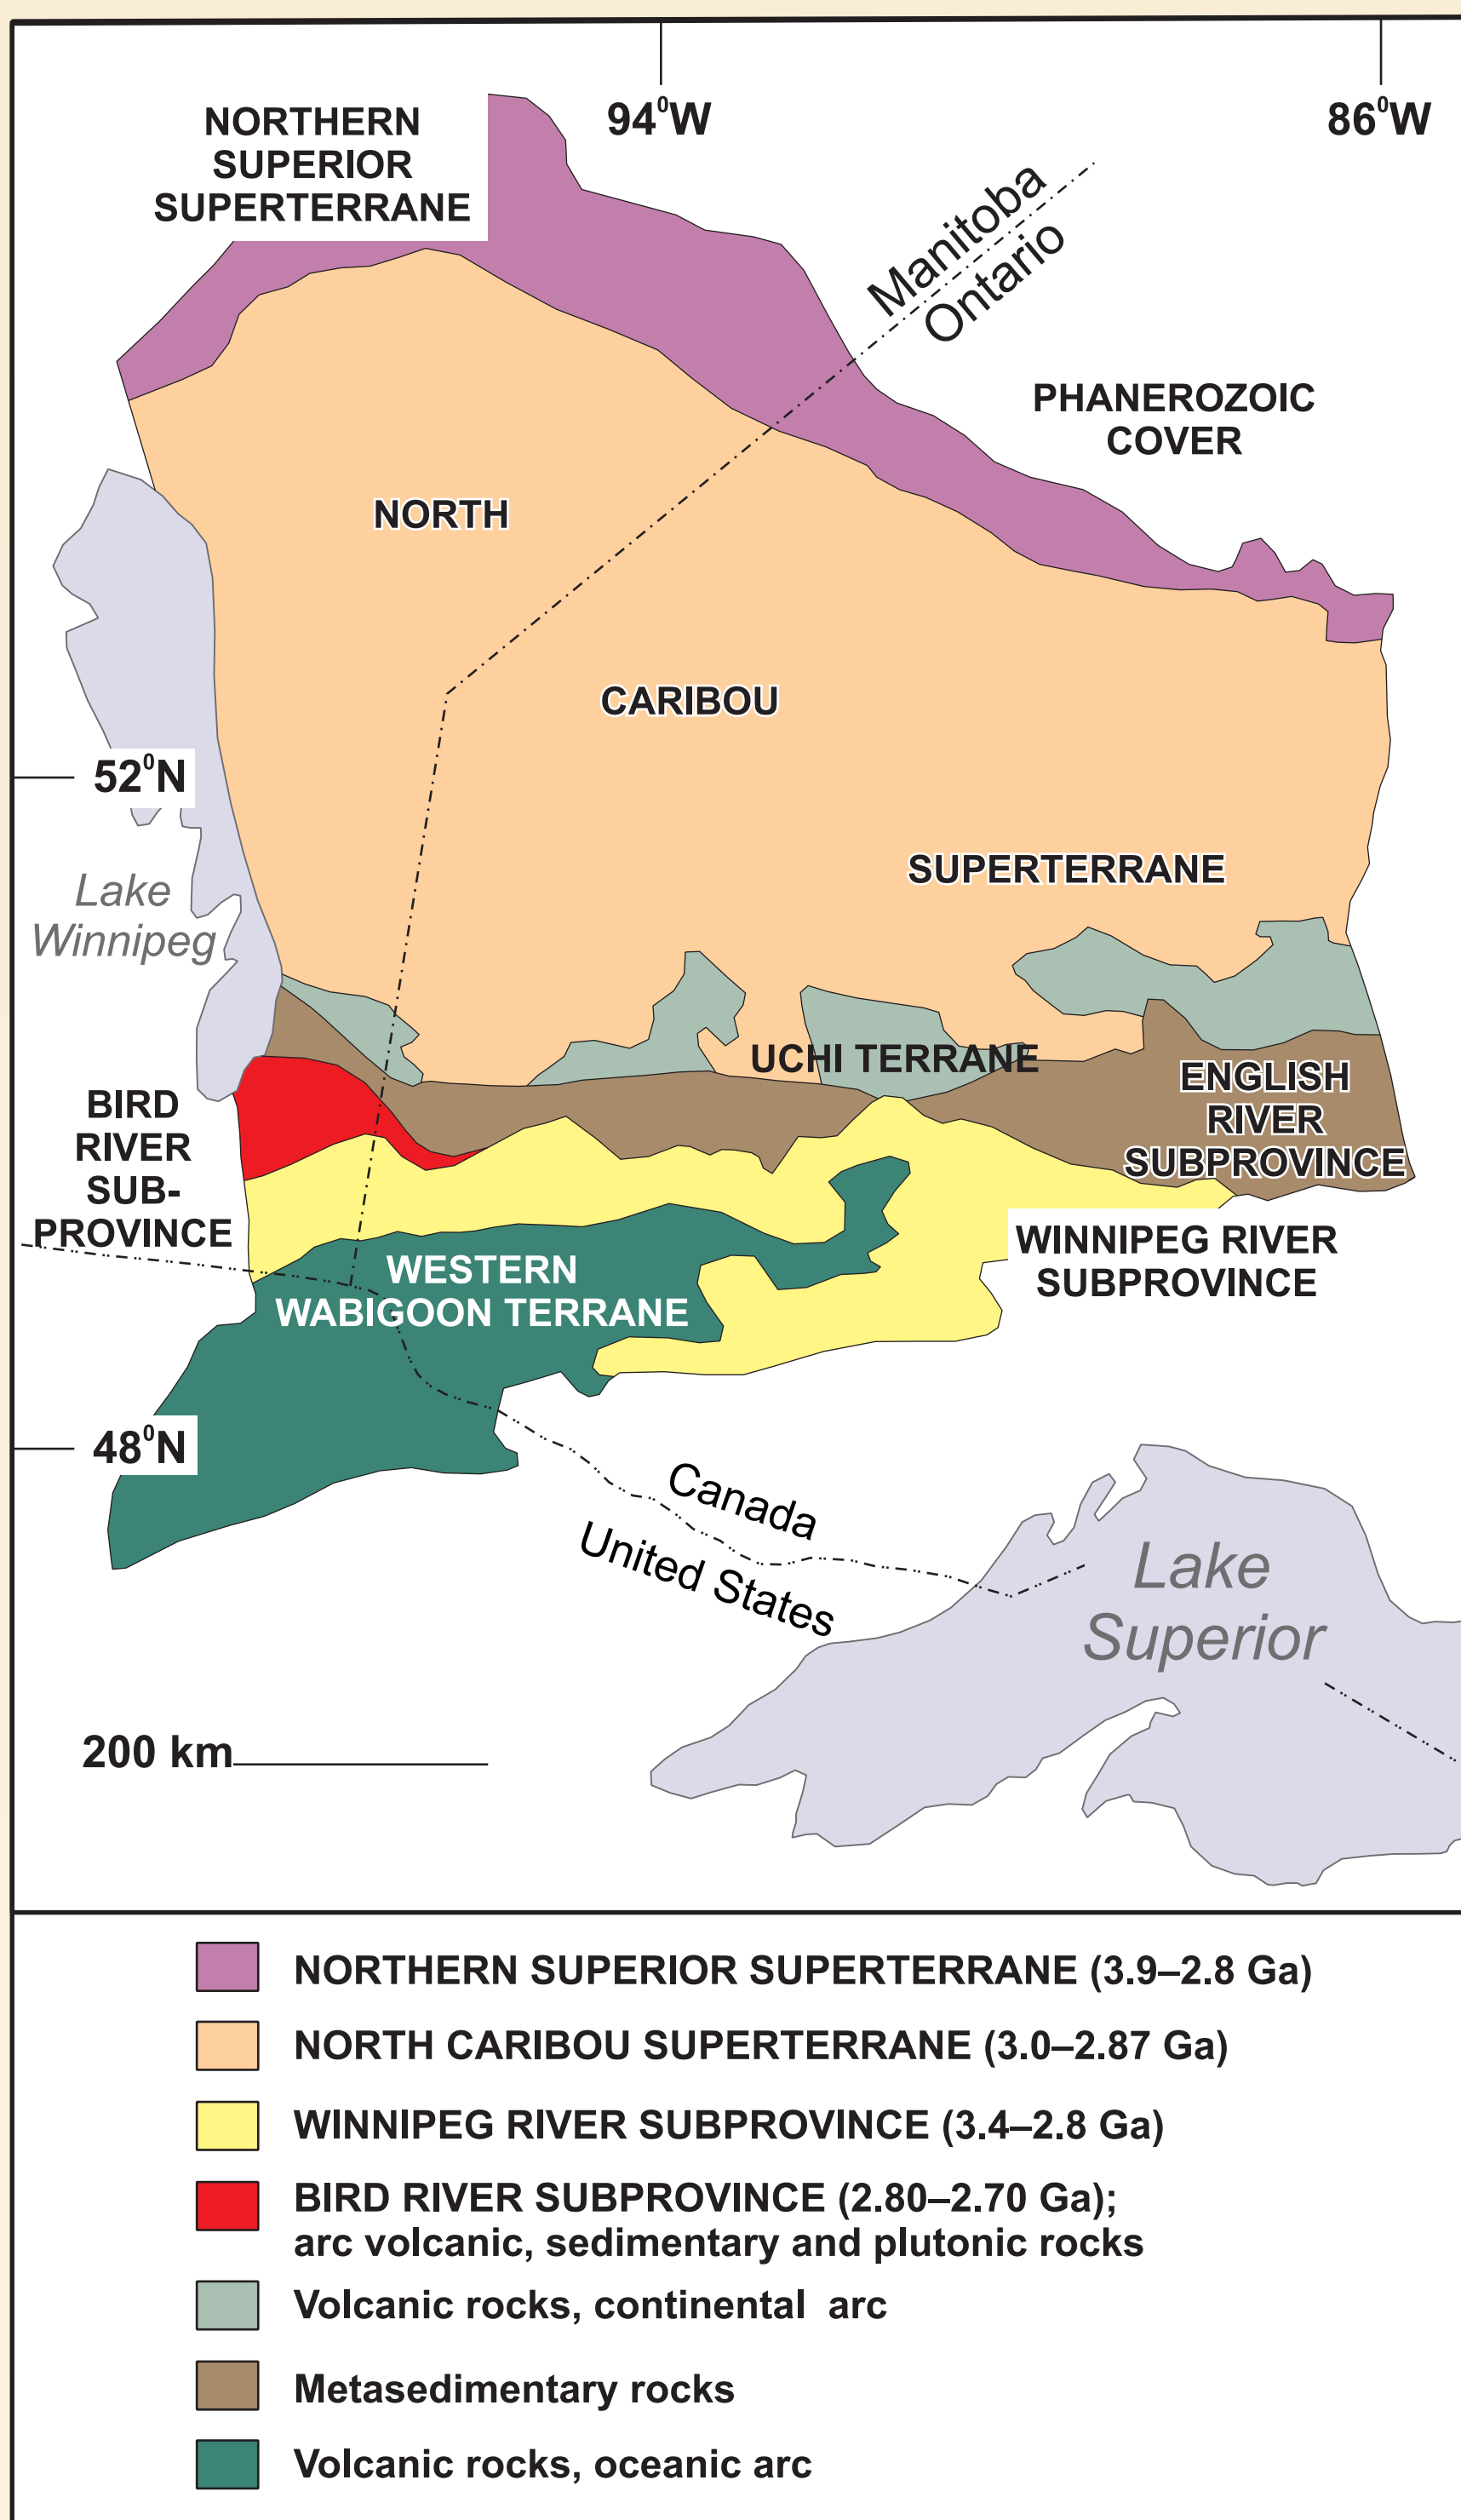 94⁰W
86⁰W
NORTHERN
SUPERIOR
SUPERTERRANE
Manitoba
Ontario
PHANEROZOIC
COVER
NORTH
CARIBOU
52⁰N
SUPERTERRANE
Lake
Winnipeg
UCHI TERRANE
ENGLISH
RIVER
SUBPROVINCE
BIRD
RIVER
SUB-
PROVINCE
WINNIPEG RIVER
SUBPROVINCE
WESTERN
WABIGOON TERRANE
48⁰N
Canada
United States
Lake
Superior
200 km
NORTHERN SUPERIOR SUPERTERRANE (3.9–2.8 Ga)
NORTH CARIBOU SUPERTERRANE (3.0–2.87 Ga)
WINNIPEG RIVER SUBPROVINCE (3.4–2.8 Ga)
BIRD RIVER SUBPROVINCE (2.80–2.70 Ga);
arc volcanic, sedimentary and plutonic rocks
Volcanic rocks, continental arc
Metasedimentary rocks
Volcanic rocks, oceanic arc